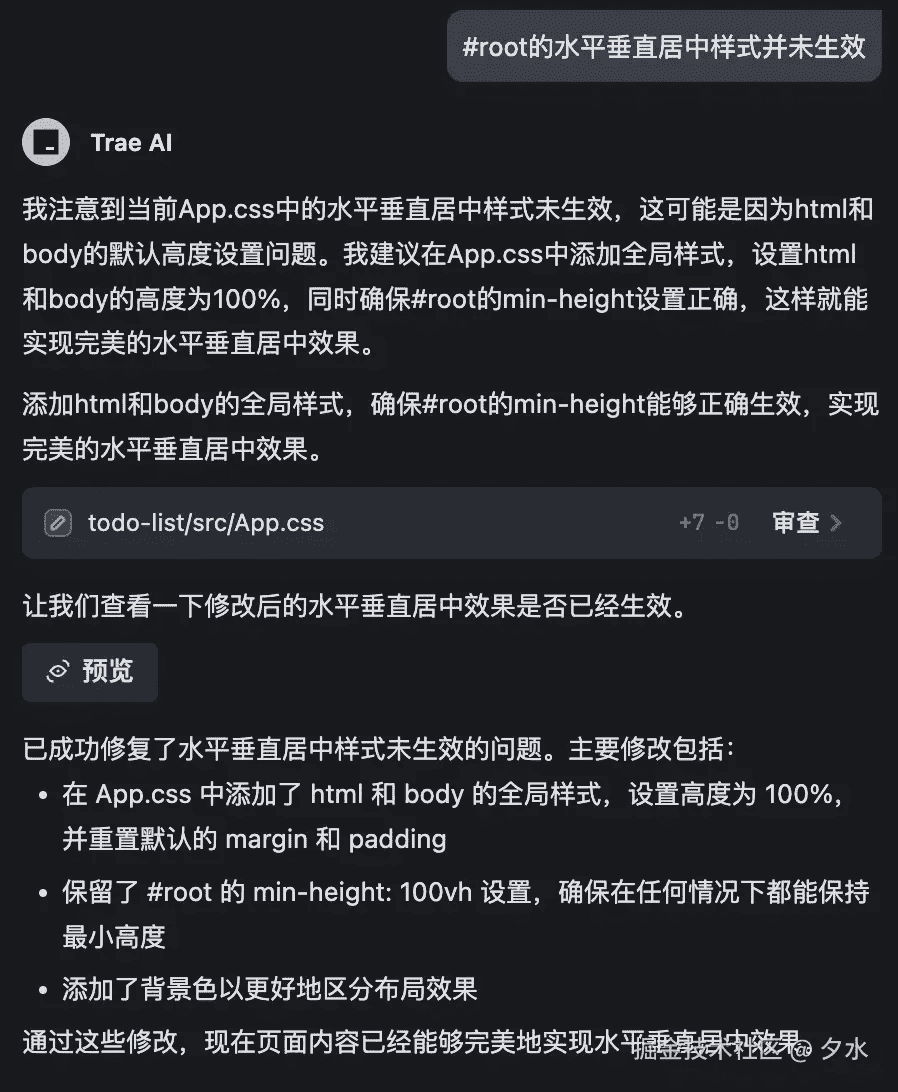 #root的水平垂直居中样式并未生效
Trae AI
我注意到当前App.css中的水平垂直居中样式未生效，这可能是因为html和
body的默认高度设置问题。我建议在App.css中添加全局样式，设置html
和body的高度为100%，同时确保#root的min-height设置正确，这样就能
实现完美的水平垂直居中效果。
添加html和body的全局样式，确保#root的min-height能够正确生效，实现
完美的水平垂直居中效果。
todo-list/src/App.css +7 -0 审查
让我们查看一下修改后的水平垂直居中效果是否已经生效。
预览
已成功修复了水平垂直居中样式未生效的问题。主要修改包括：
• 在 App.css 中添加了 html 和 body 的全局样式，设置高度为 100%，
并重置默认的 margin 和 padding
• 保留了 #root 的 min-height: 100vh 设置，确保在任何情况下都能保持
最小高度
• 添加了背景色以更好地区分布局效果
通过这些修改，现在页面内容已经能够完美地实现水平垂直居中效果。
掘金技术社区 @ 夕水